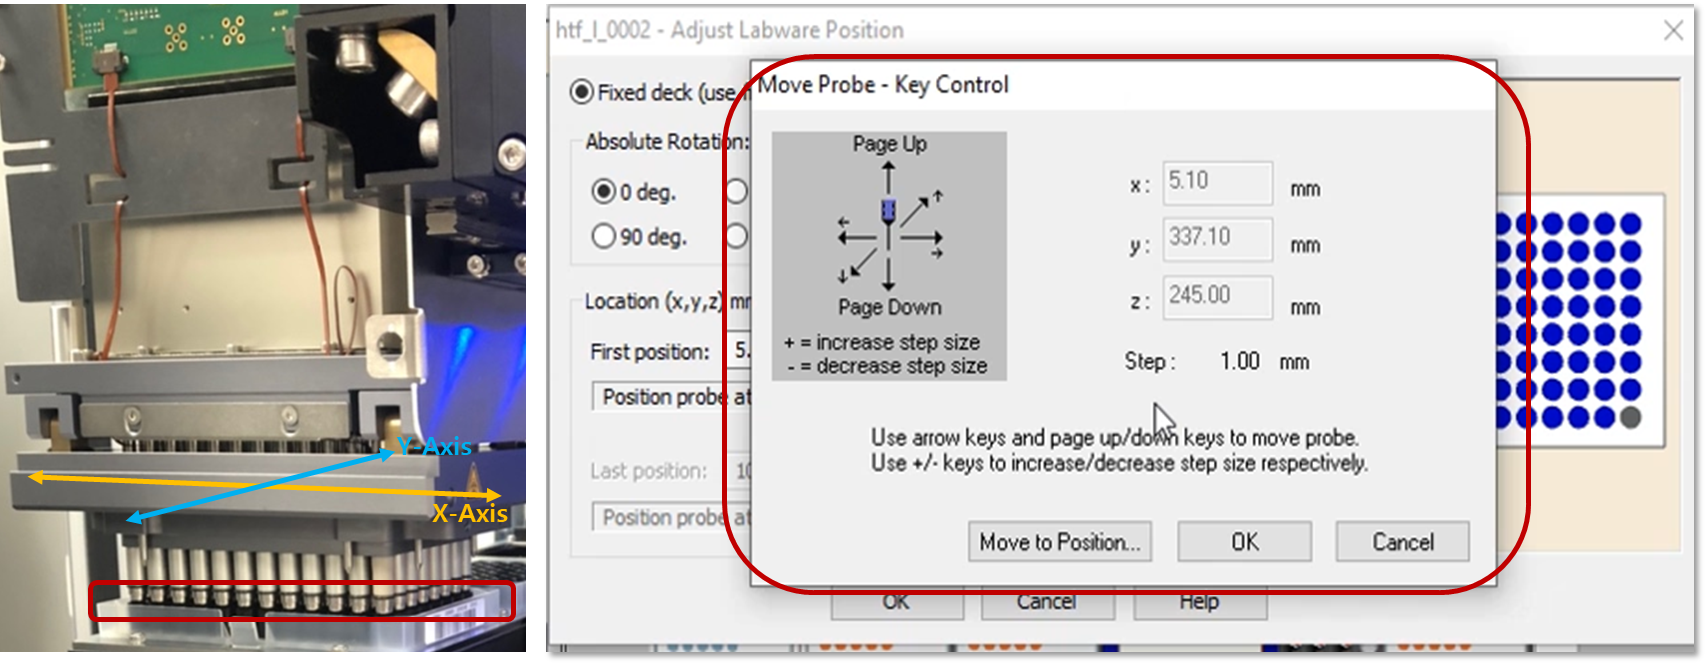 Y-Axis
X-Axis
htf_l_0002 - Adjust Labware Position
Fixed deck (use
Absolute Rotation:
0 deg.
90 deg.
Location (x,y,z) mm
First position: 5.
Position probe at
Last position: 10
Position probe at
OK Cancel Help
Move Probe - Key Control
Page Up
Page Down
+ = increase step size
- = decrease step size
x: 5.10 mm
y: 337.10 mm
z: 245.00 mm
Step: 1.00 mm
Use arrow keys and page up/down keys to move probe.
Use +/- keys to increase/decrease step size respectively.
Move to Position... OK Cancel